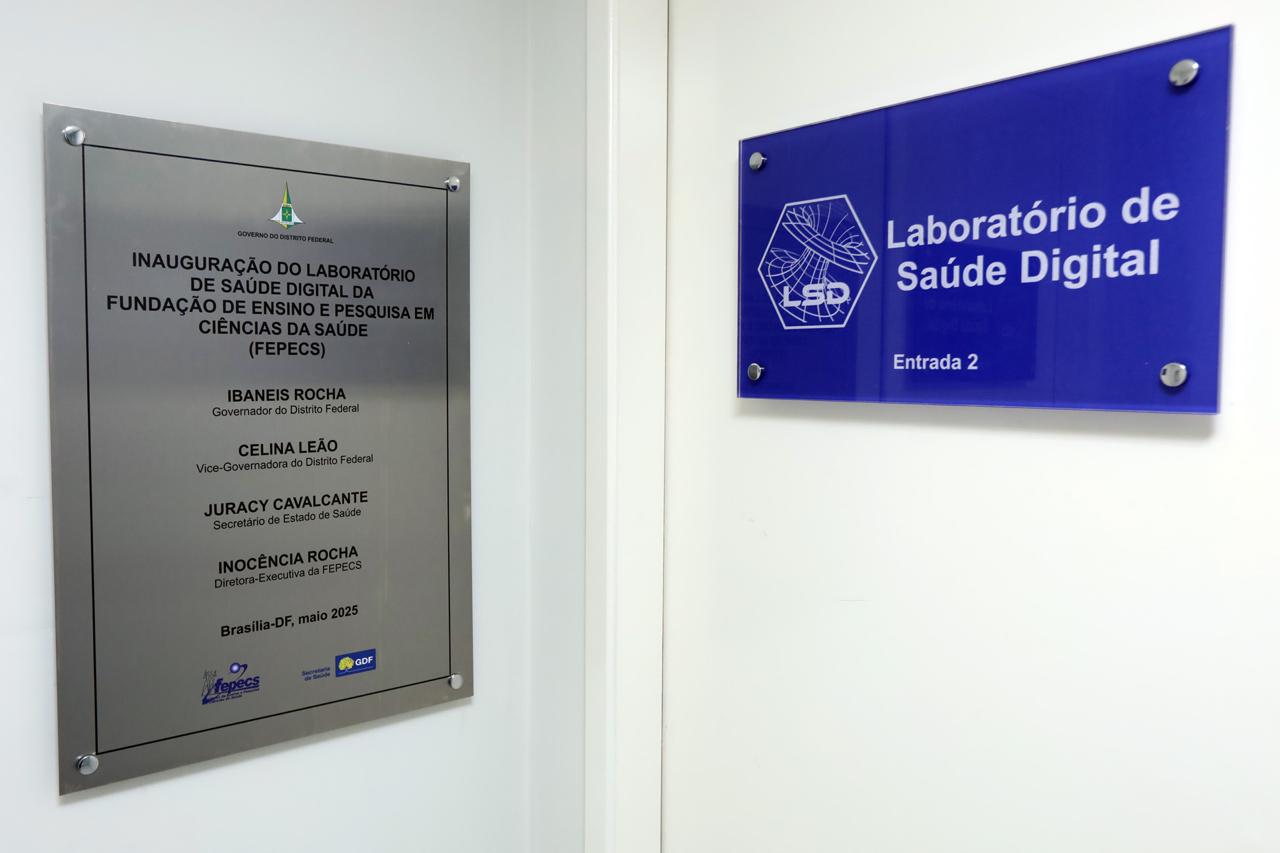 GOVERNO DO DISTRITO FEDERAL
INAUGURAÇÃO DO LABORATÓRIO
DE SAÚDE DIGITAL DA
FUNDAÇÃO DE ENSINO E PESQUISA EM
CIÊNCIAS DA SAÚDE
(FEPECS)
IBANEIS ROCHA
Governador do Distrito Federal
CELINA LEÃO
Vice-Governadora do Distrito Federal
JURACY CAVALCANTE
Secretário de Estado de Saúde
INOCÊNCIA ROCHA
Diretora-Executiva da FEPECS
Brasília-DF, maio 2025
fepecs
Secretaria
de Saúde
GDF
LSD
Laboratório de
Saúde Digital
Entrada 2